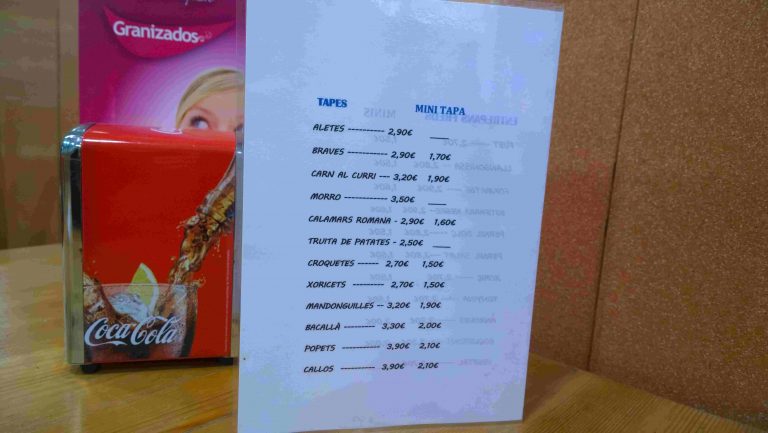 Granizados
TAPES MINI TAPA
ALETES ---------- 2,90€ ____
BRAVES ---------- 2,90€ 1,70€
CARN AL CURRI --- 3,20€ 1,90€
MORRO ----------- 3,50€ ____
CALAMARS ROMANA - 2,90€ 1,60€
TRUITA DE PATATES - 2,50€ ____
CROQUETES ------ 2,70€ 1,50€
XORICETS ------- 2,70€ 1,50€
MANDONGUILLES -- 3,20€ 1,90€
BACALLÀ --------- 3,30€ 2,00€
POPETS ---------- 3,90€ 2,10€
CALLOS ---------- 3,90€ 2,10€
Coca-Cola